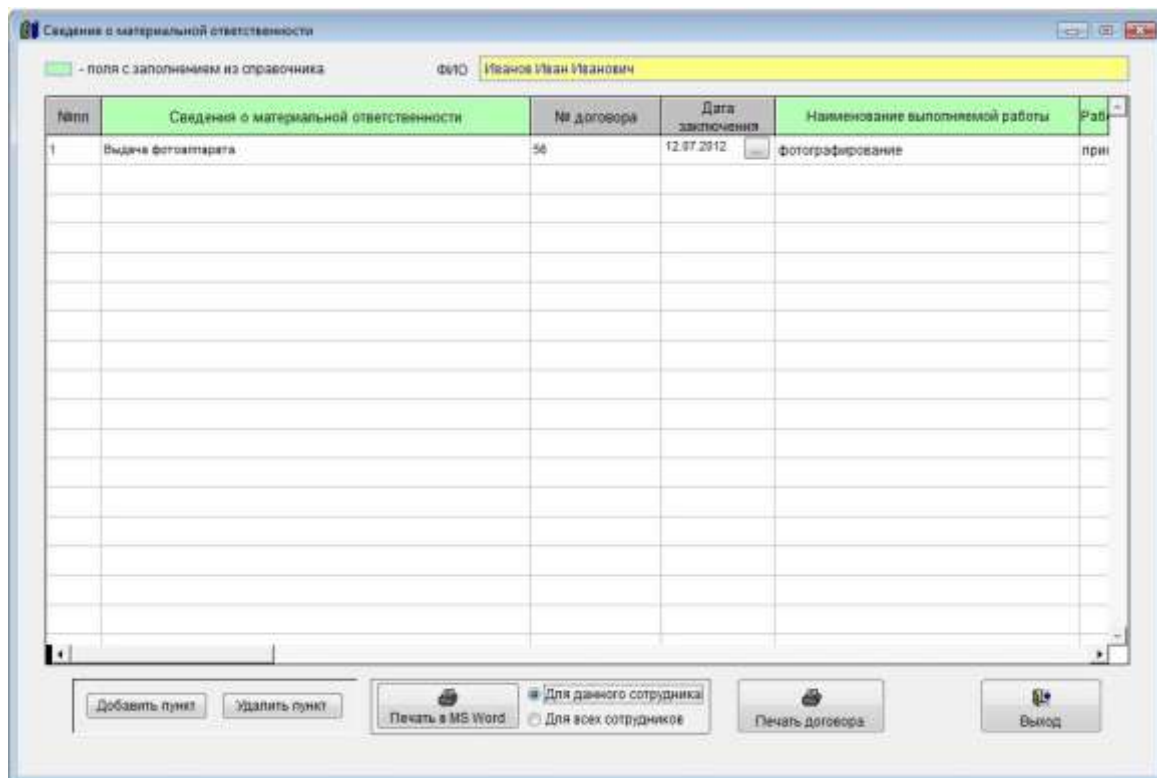 Сведения о материальной ответственности
- поля с заполнением из справочника ФИО Иванов Иван Иванович
№пп Сведения о материальной ответственности № договора Дата заключения Наименование выполняемой работы Рабо
1 Выдача фотоаппарата 56 12.07.2012 ... фотографирование при
Добавить пункт Удалить пункт Печать в MS Word Для данного сотрудника
Для всех сотрудников Печать договора Выход